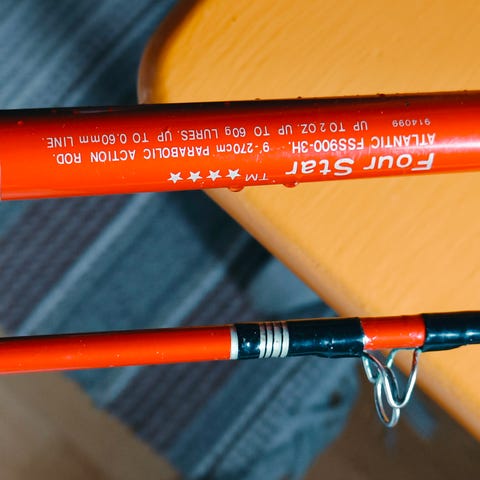 Four Star ™ ★★★★
ATLANTIC FSS900-3H. 9'-270cm PARABOLIC ACTION ROD.
914099 UP TO 2 OZ. UP TO 60g LURES. UP TO 0.60mm LINE.